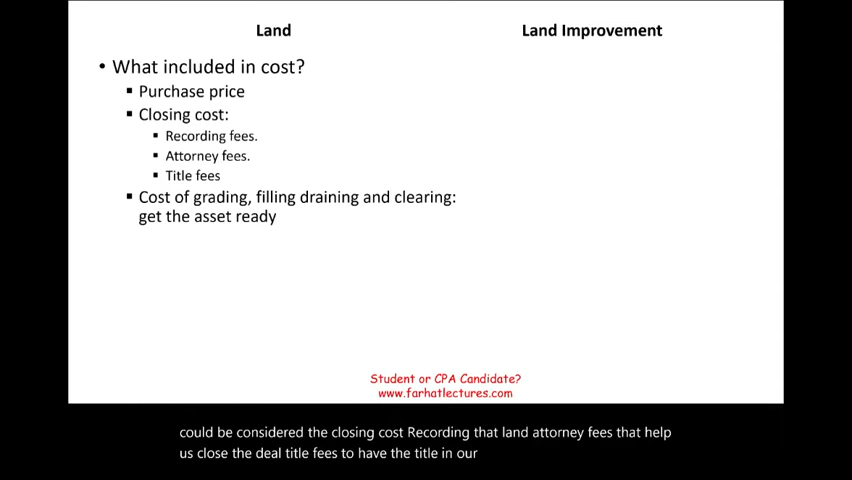 Land
Land Improvement
• What included in cost?
▪ Purchase price
▪ Closing cost:
▪ Recording fees.
▪ Attorney fees.
▪ Title fees
▪ Cost of grading, filling draining and clearing:
get the asset ready
Student or CPA Candidate?
www.farhatlectures.com
could be considered the closing cost Recording that land attorney fees that help
us close the deal title fees to have the title in our